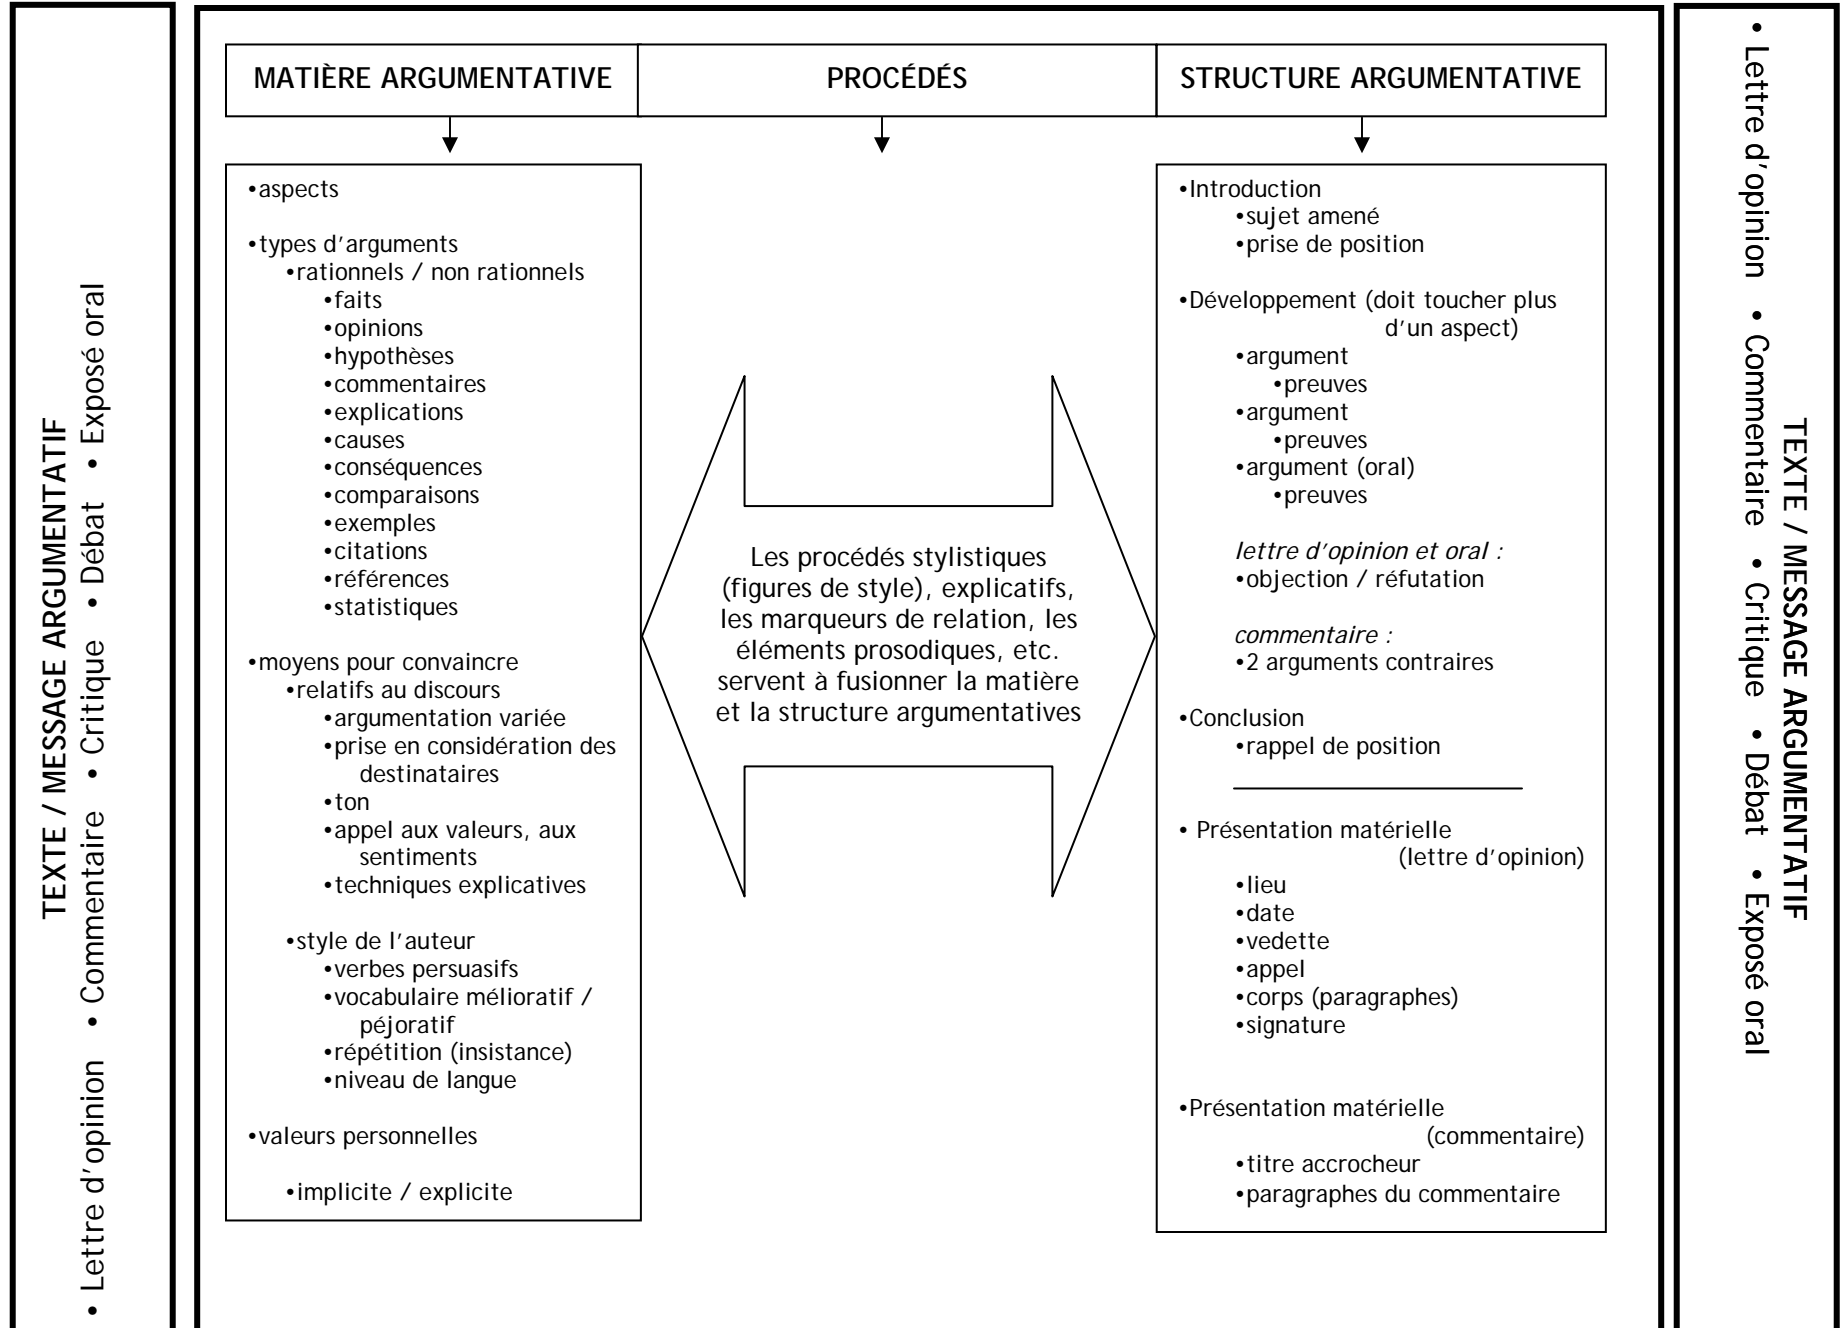 TEXTE / MESSAGE ARGUMENTATIF
• Lettre d'opinion • Commentaire • Critique • Débat • Exposé oral
MATIÈRE ARGUMENTATIVE
•aspects
•types d'arguments
•rationnels / non rationnels
•faits
•opinions
•hypothèses
•commentaires
•explications
•causes
•conséquences
•comparaisons
•exemples
•citations
•références
•statistiques
•moyens pour convaincre
•relatifs au discours
•argumentation variée
•prise en considération des
destinataires
•ton
•appel aux valeurs, aux
sentiments
•techniques explicatives
•style de l'auteur
•verbes persuasifs
•vocabulaire mélioratif /
péjoratif
•répétition (insistance)
•niveau de langue
•valeurs personnelles
•implicite / explicite
PROCÉDÉS
Les procédés stylistiques
(figures de style), explicatifs,
les marqueurs de relation, les
éléments prosodiques, etc.
servent à fusionner la matière
et la structure argumentatives
STRUCTURE ARGUMENTATIVE
•Introduction
•sujet amené
•prise de position
•Développement (doit toucher plus
d'un aspect)
•argument
•preuves
•argument
•preuves
•argument (oral)
•preuves
lettre d'opinion et oral :
•objection / réfutation
commentaire :
•2 arguments contraires
•Conclusion
•rappel de position
• Présentation matérielle
(lettre d'opinion)
•lieu
•date
•vedette
•appel
•corps (paragraphes)
•signature
•Présentation matérielle
(commentaire)
•titre accrocheur
•paragraphes du commentaire
TEXTE / MESSAGE ARGUMENTATIF
• Lettre d'opinion • Commentaire • Critique • Débat • Exposé oral